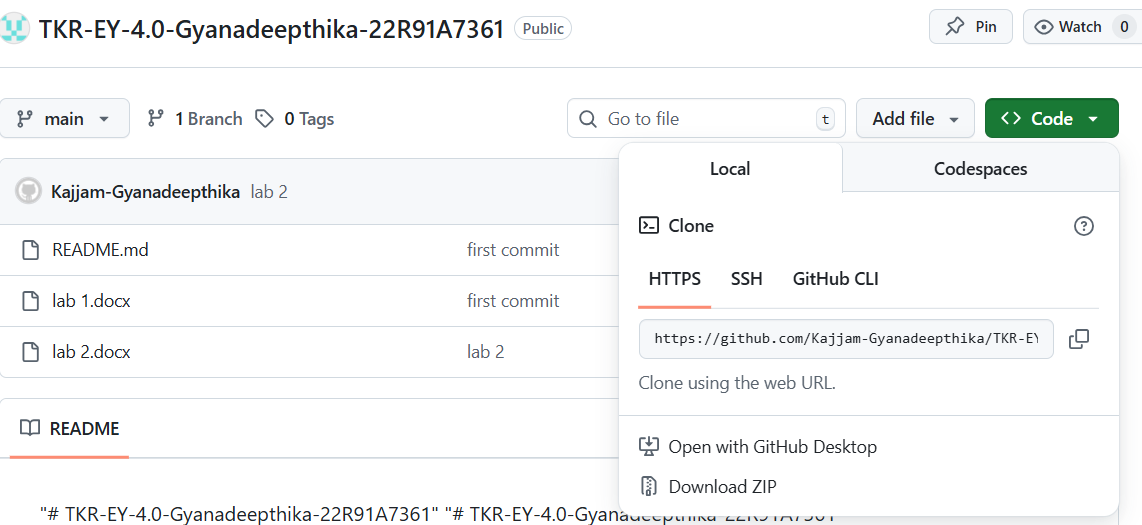 TKR-EY-4.0-Gyanadeepthika-22R91A7361 Public Pin Watch 0
main 1 Branch 0 Tags Go to file t Add file Code
Kajjam-Gyanadeepthika lab 2
README.md first commit
lab 1.docx first commit
lab 2.docx lab 2
README
"# TKR-EY-4.0-Gyanadeepthika-22R91A7361" "# TKR-EY-4.0-Gyanadeepthika-22R91A7361"
Local Codespaces
Clone
HTTPS SSH GitHub CLI
https://github.com/Kajjam-Gyanadeepthika/TKR-EY
Clone using the web URL.
Open with GitHub Desktop
Download ZIP